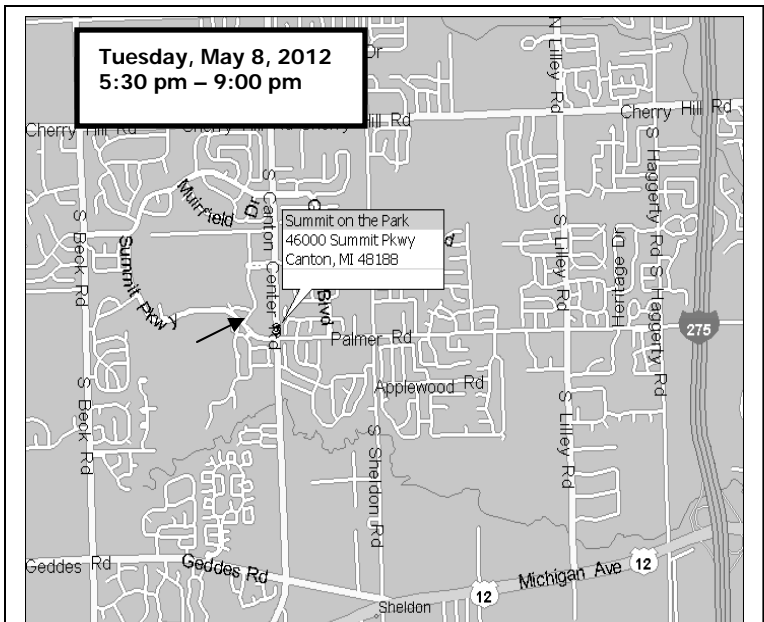 Tuesday, May 8, 2012
5:30 pm – 9:00 pm
Dr
N Lilley Rd
Cherry Hill Rd
Cherry Hill Rd
S Haggerty Rd
Muirfield Dr
S Canton Center Rd
Summit on the Park
46000 Summit Pkwy
Canton, MI 48188
Blvd
S Beck Rd
Summit Pkwy
S Lilley Rd
Heritage Dr
S Haggerty Rd
275
Palmer Rd
Applewood Rd
S Beck Rd
S Sheldon Rd
S Lilley Rd
Geddes Rd
Geddes Rd
Michigan Ave
12
12
Sheldon